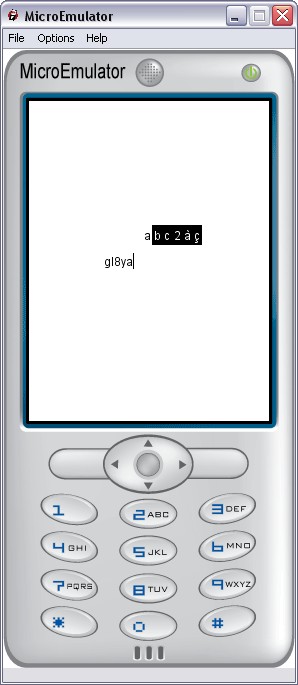 MicroEmulator
File Options Help
MicroEmulator
a b c 2 à ç
gl8ya
1 2 ABC 3 DEF
4 GHI 5 JKL 6 MNO
7 PQRS 8 TUV 9 WXYZ
* 0 #